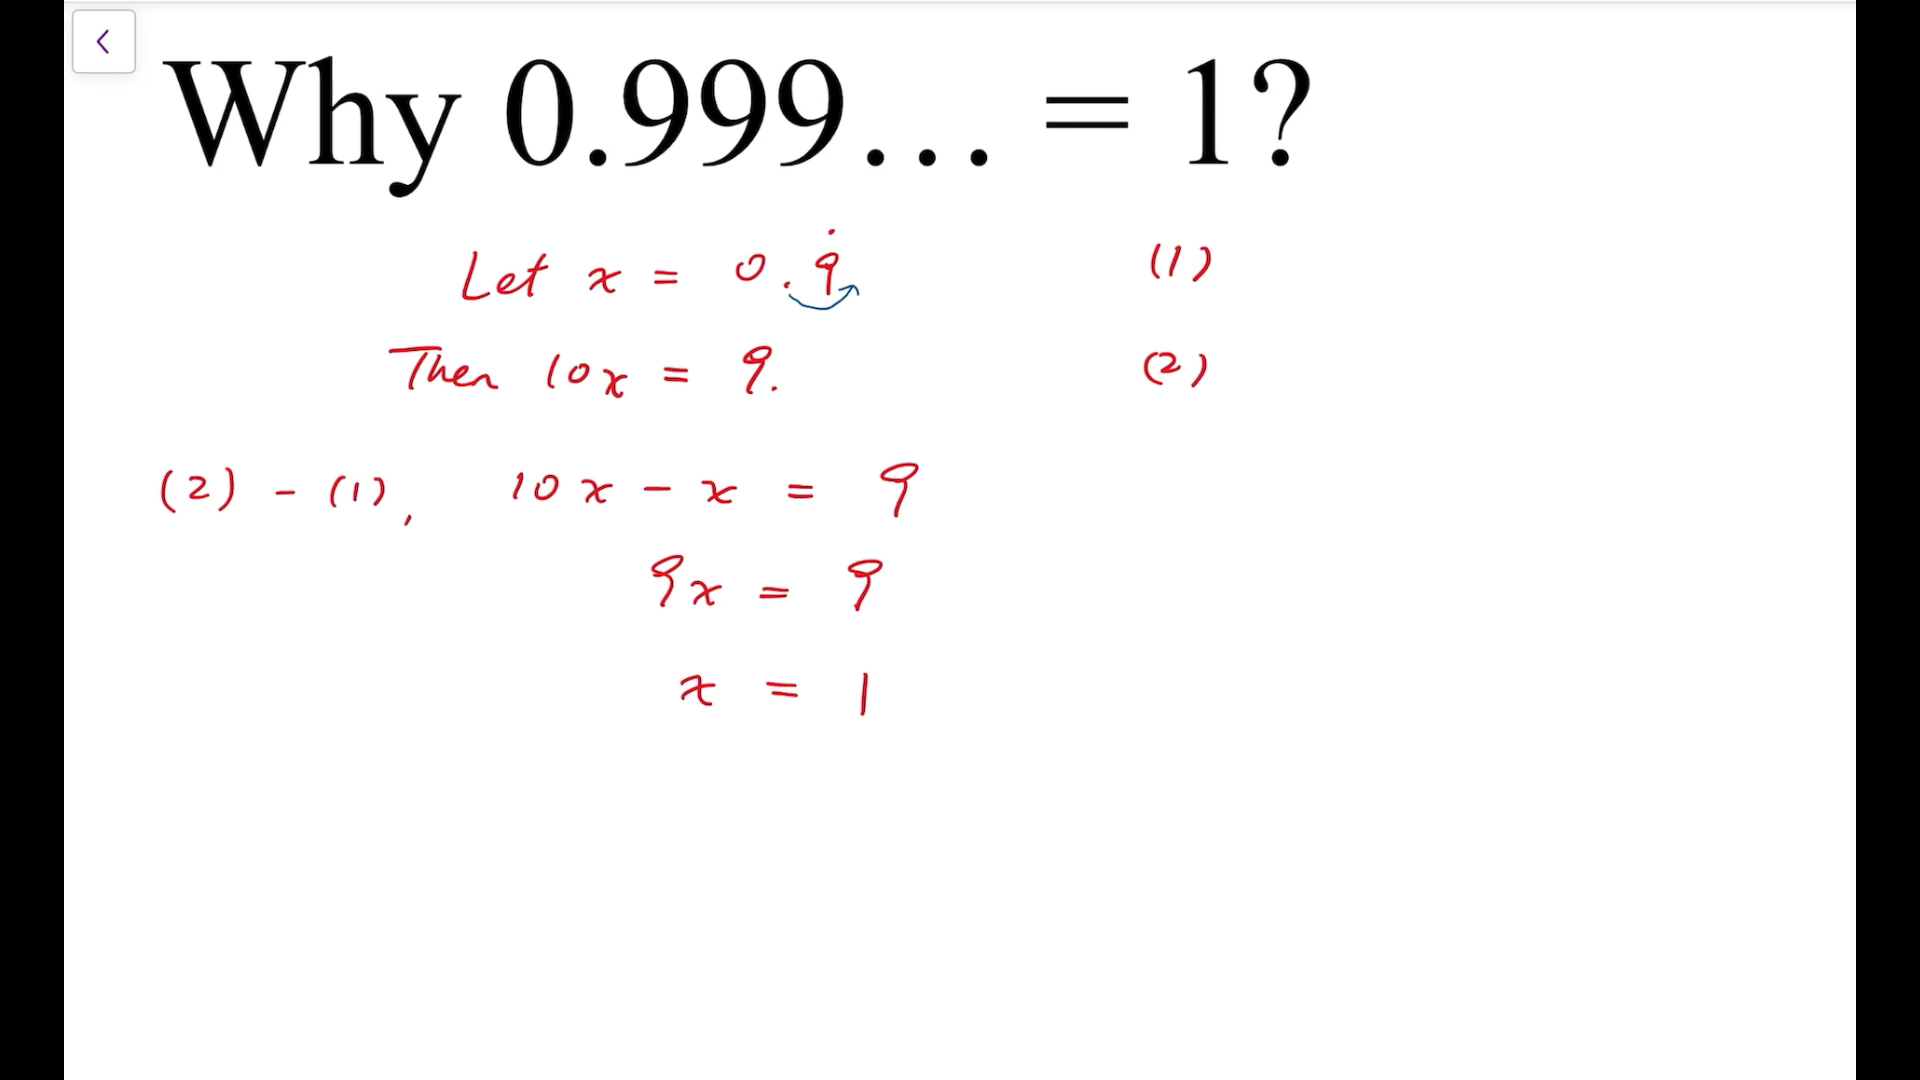 Why 0.999... = 1?
Let x = 0.9̇ (1)
Then 10x = 9. (2)
(2) - (1), 10x - x = 9
9x = 9
x = 1